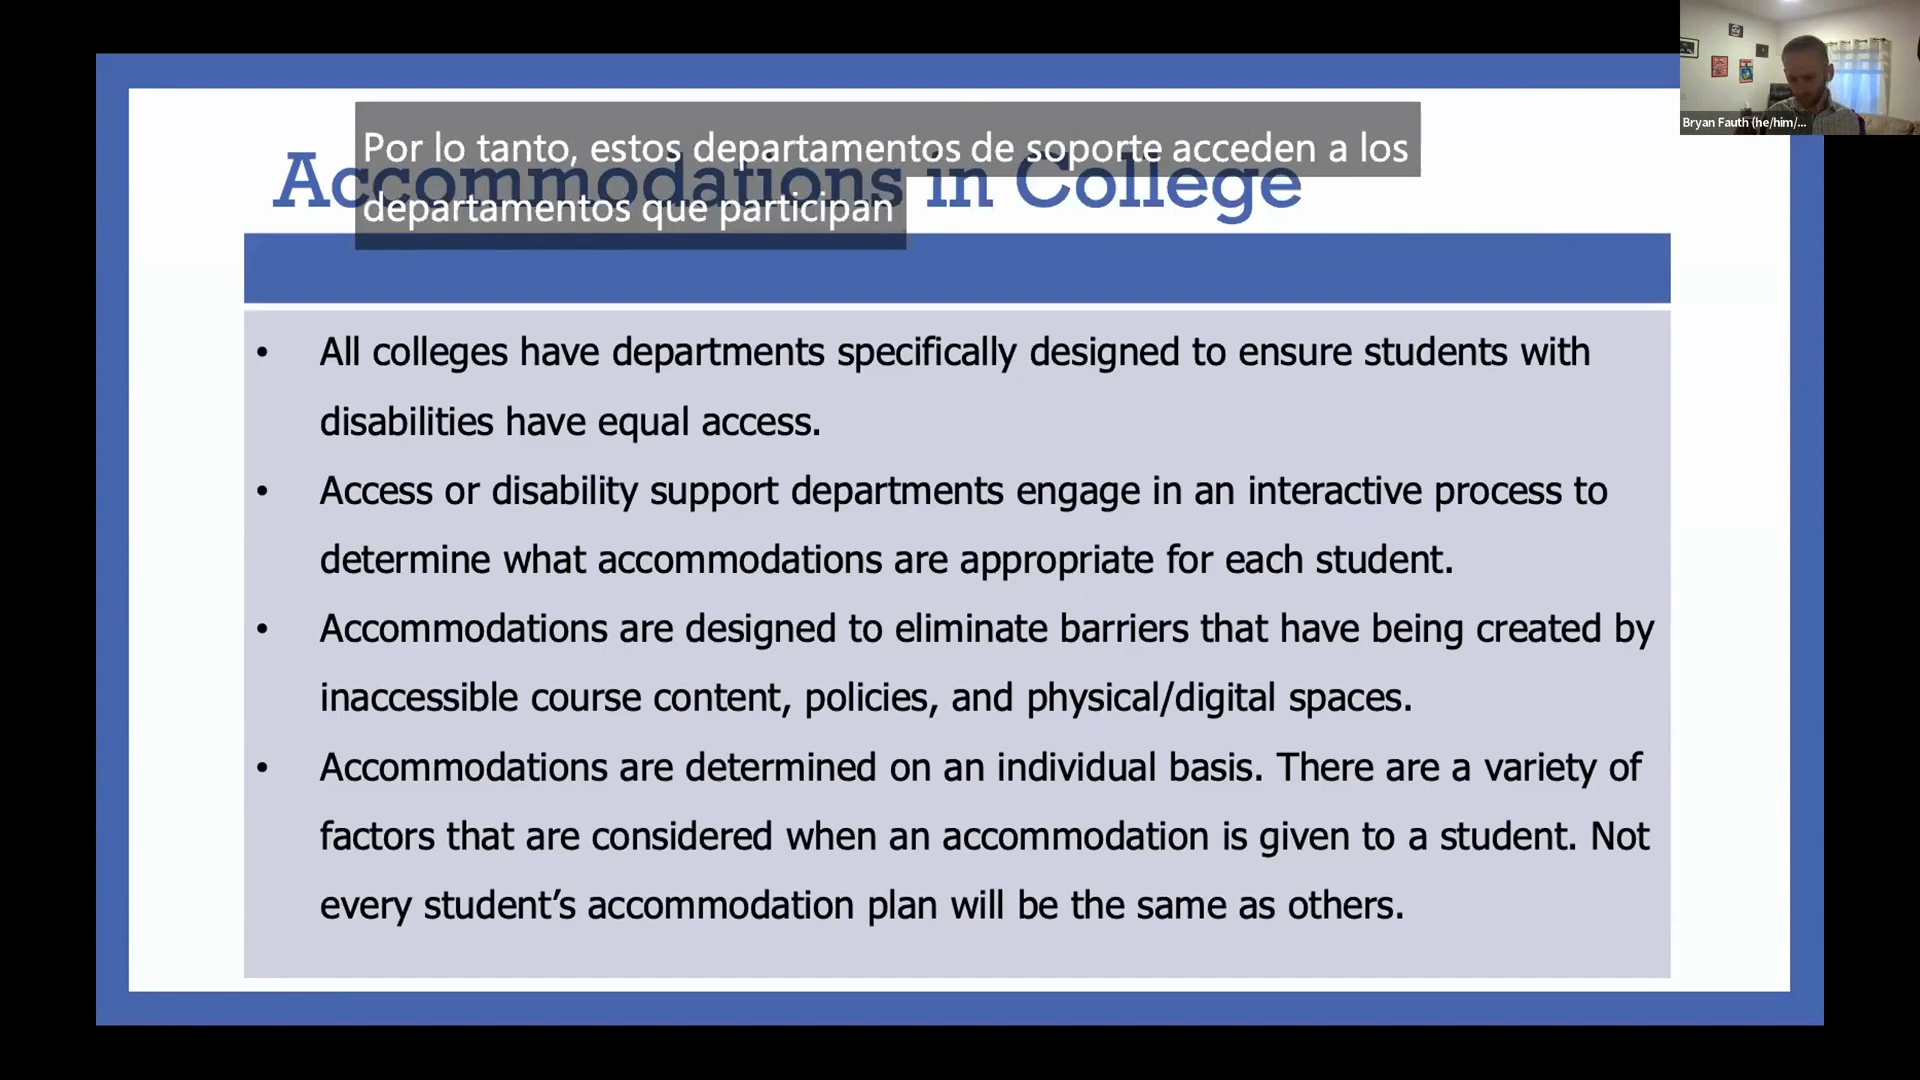 Por lo tanto, estos departamentos de soporte acceden a los
departamentos que participan
Accommodations in College
Bryan Fauth (he/him/...
• All colleges have departments specifically designed to ensure students with
disabilities have equal access.
• Access or disability support departments engage in an interactive process to
determine what accommodations are appropriate for each student.
• Accommodations are designed to eliminate barriers that have being created by
inaccessible course content, policies, and physical/digital spaces.
• Accommodations are determined on an individual basis. There are a variety of
factors that are considered when an accommodation is given to a student. Not
every student’s accommodation plan will be the same as others.